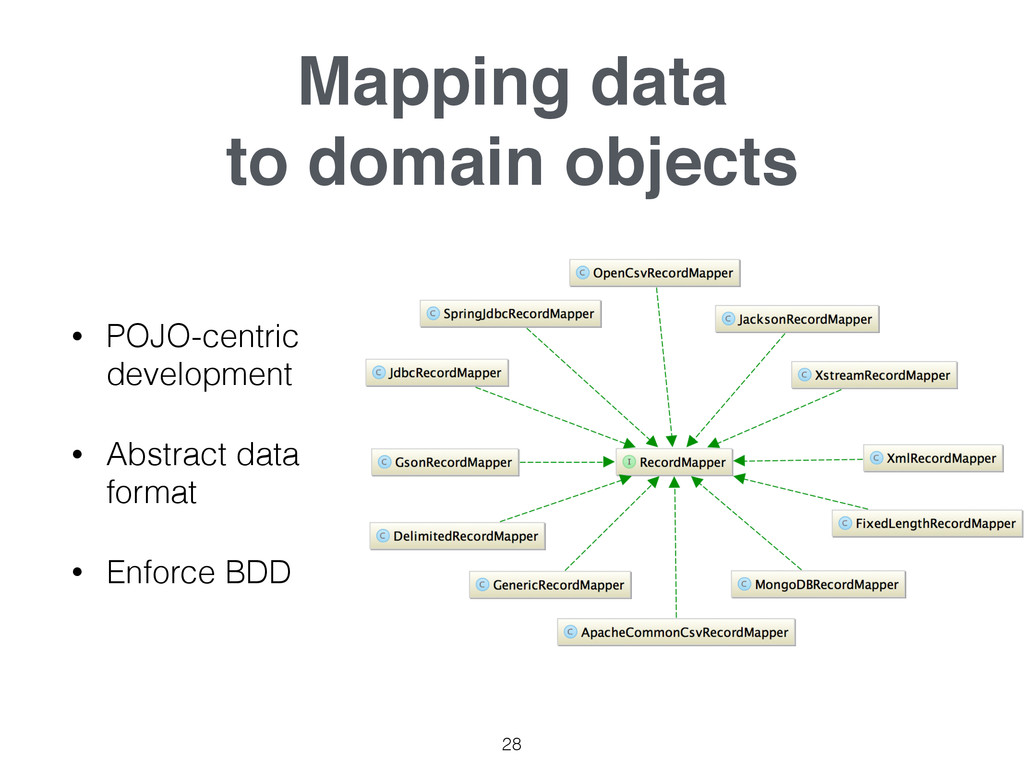 Mapping data
to domain objects
• POJO-centric
development
• Abstract data
format
• Enforce BDD
C OpenCsvRecordMapper
C SpringJdbcRecordMapper
C JacksonRecordMapper
C JdbcRecordMapper
C XstreamRecordMapper
C GsonRecordMapper
I RecordMapper
C XmlRecordMapper
C DelimitedRecordMapper
C FixedLengthRecordMapper
C GenericRecordMapper
C MongoDBRecordMapper
C ApacheCommonCsvRecordMapper
28